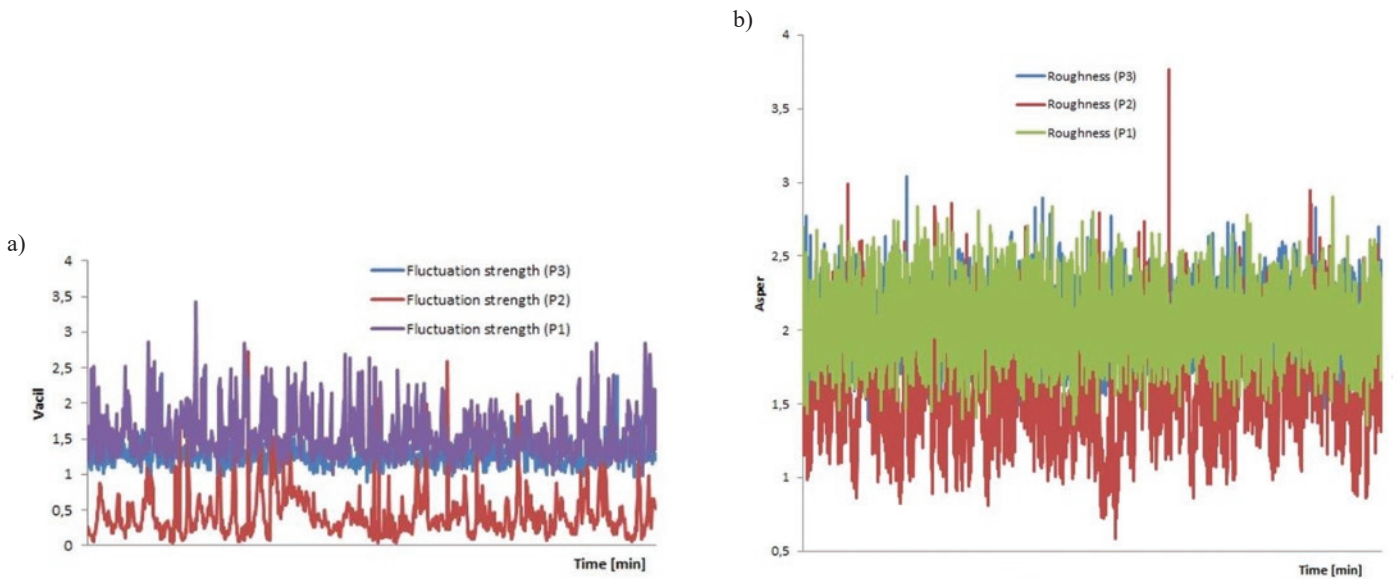 a)
4
3,5
3
2,5
2
1,5
1
0,5
0
Vacil
Fluctuation strength (P3)
Fluctuation strength (P2)
Fluctuation strength (P1)
Time [min]
b)
4
3,5
3
2,5
2
1,5
1
0,5
Asper
Roughness (P3)
Roughness (P2)
Roughness (P1)
Time [min]